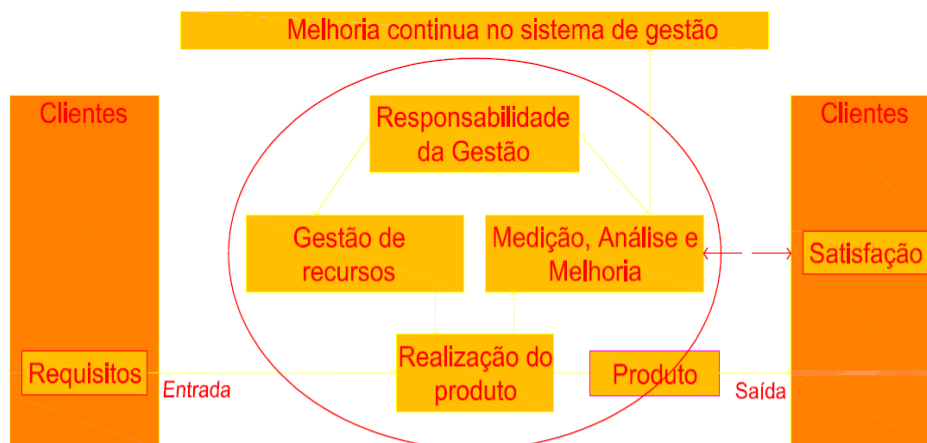 Melhoria continua no sistema de gestão
Clientes
Clientes
Responsabilidade
da Gestão
Gestão de
recursos
Medição, Análise e
Melhoria
Satisfação
Requisitos
Entrada
Realização do
produto
Produto
Saída